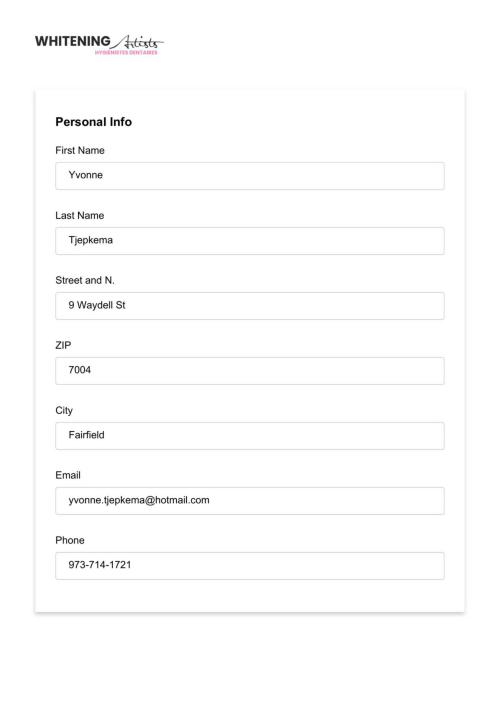 WHITENING Artists
HYGIÉNISTES DENTAIRES
Personal Info
First Name
Yvonne
Last Name
Tjepkema
Street and N.
9 Waydell St
ZIP
7004
City
Fairfield
Email
yvonne.tjepkema@hotmail.com
Phone
973-714-1721